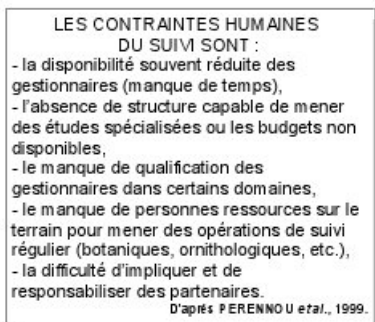 LES CONTRAINTES HUMAINES
DU SUIVI SONT :
- la disponibilité souvent réduite des
gestionnaires (manque de temps),
- l'absence de structure capable de mener
des études spécialisées ou les budgets non
disponibles,
- le manque de qualification des
gestionnaires dans certains domaines,
- le manque de personnes ressources sur le
terrain pour mener des opérations de suivi
régulier (botaniques, ornithologiques, etc.),
- la difficulté d'impliquer et de
responsabiliser des partenaires.
D'après PERENNOU et al., 1999.